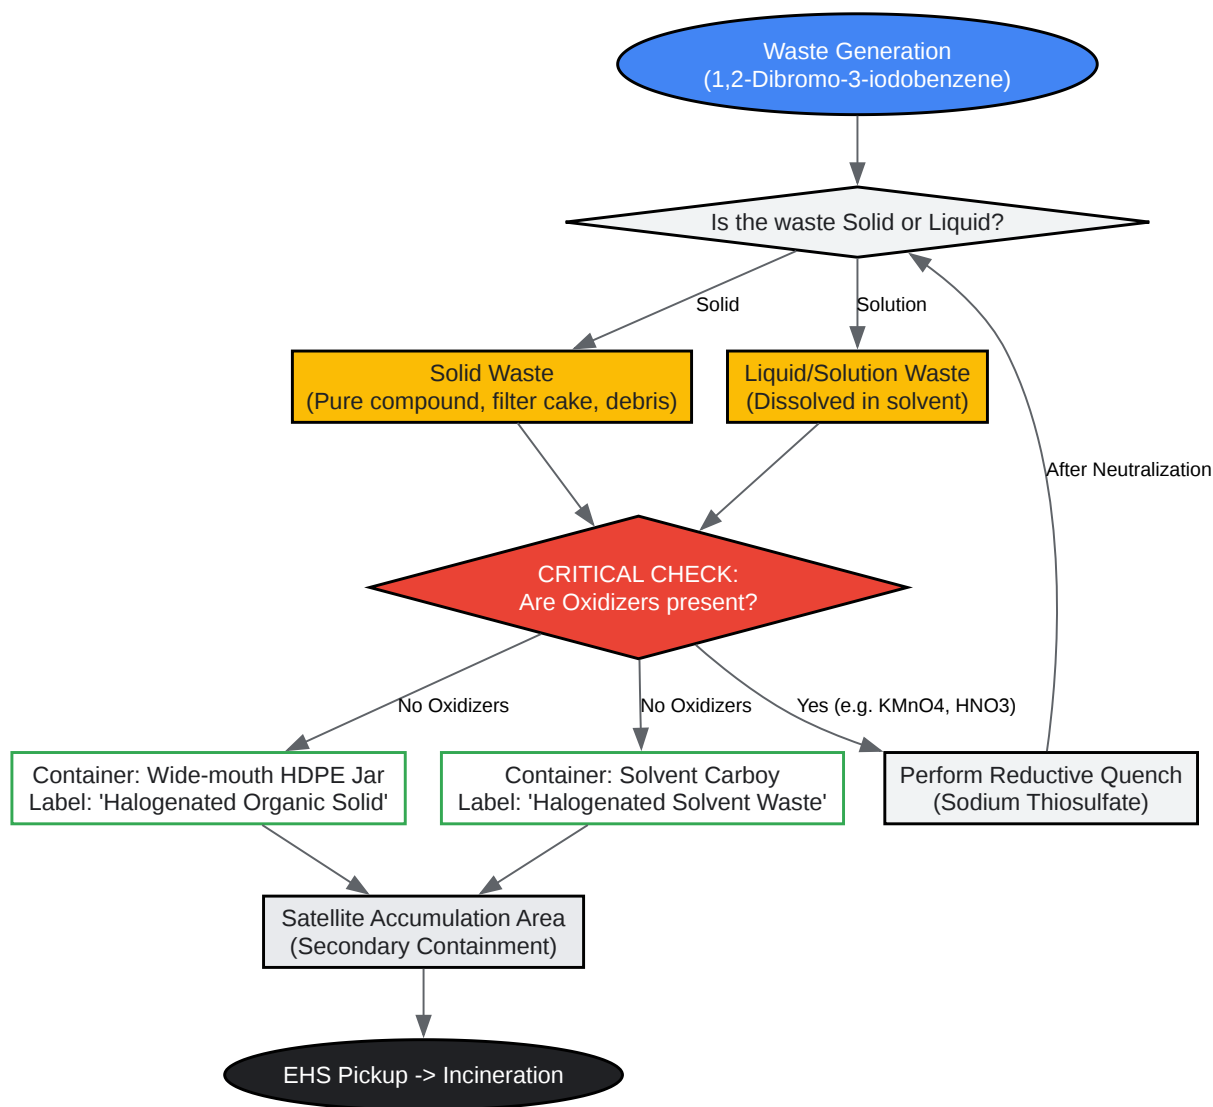 Waste Generation
(1,2-Dibromo-3-iodobenzene)
Is the waste Solid or Liquid?
Solid
Solution
Solid Waste
(Pure compound, filter cake, debris)
Liquid/Solution Waste
(Dissolved in solvent)
After Neutralization
CRITICAL CHECK:
Are Oxidizers present?
No Oxidizers
No Oxidizers
Yes (e.g. KMnO4, HNO3)
Container: Wide-mouth HDPE Jar
Label: 'Halogenated Organic Solid'
Container: Solvent Carboy
Label: 'Halogenated Solvent Waste'
Perform Reductive Quench
(Sodium Thiosulfate)
Satellite Accumulation Area
(Secondary Containment)
EHS Pickup -> Incineration